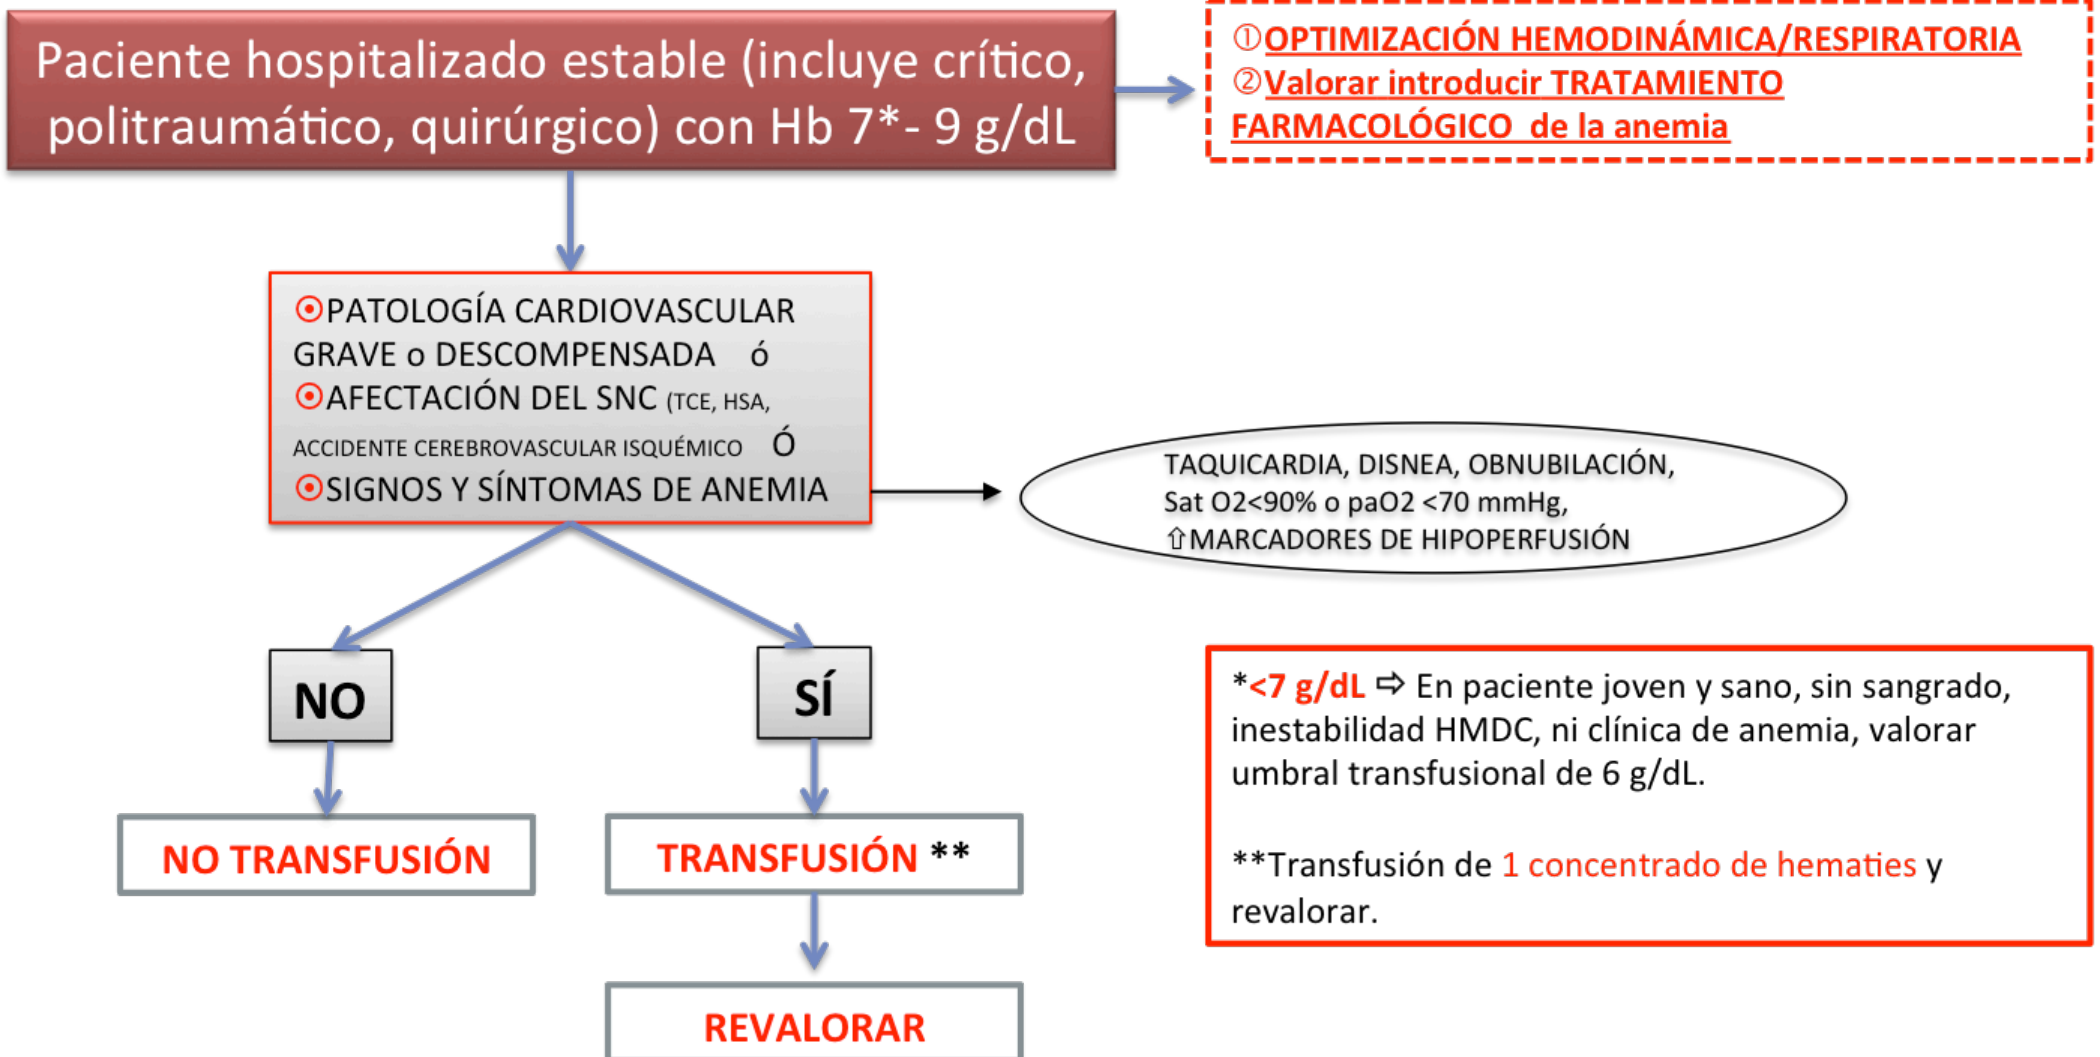 Paciente hospitalizado estable (incluye crítico,
politraumático, quirúrgico) con Hb 7*- 9 g/dL
①OPTIMIZACIÓN HEMODINÁMICA/RESPIRATORIA
②Valorar introducir TRATAMIENTO
FARMACOLÓGICO de la anemia
☉PATOLOGÍA CARDIOVASCULAR
GRAVE o DESCOMPENSADA ó
☉AFECTACIÓN DEL SNC (TCE, HSA,
ACCIDENTE CEREBROVASCULAR ISQUÉMICO Ó
☉SIGNOS Y SÍNTOMAS DE ANEMIA
TAQUICARDIA, DISNEA, OBNUBILACIÓN,
Sat O2<90% o paO2 <70 mmHg,
⇧MARCADORES DE HIPOPERFUSIÓN
NO
SÍ
NO TRANSFUSIÓN
TRANSFUSIÓN **
REVALORAR
*<7 g/dL ⇨ En paciente joven y sano, sin sangrado,
inestabilidad HMDC, ni clínica de anemia, valorar
umbral transfusional de 6 g/dL.
**Transfusión de 1 concentrado de hematies y
revalorar.